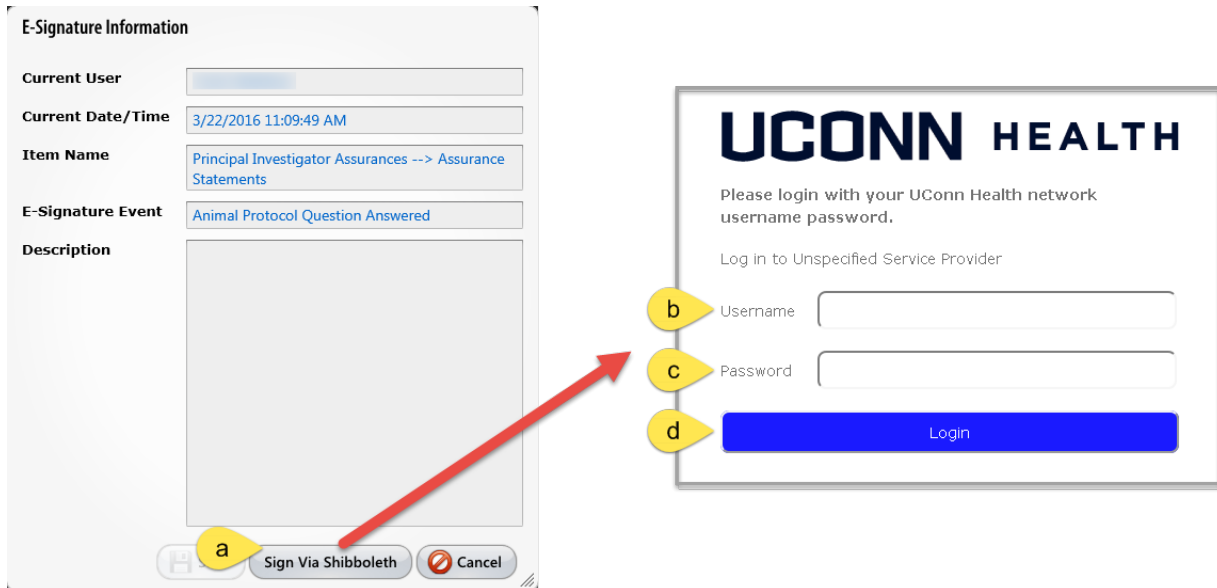 E-Signature Information
Current User
Current Date/Time
3/22/2016 11:09:49 AM
Item Name
Principal Investigator Assurances --> Assurance
Statements
E-Signature Event
Animal Protocol Question Answered
Description
a
Sign Via Shibboleth
Cancel
UCONN HEALTH
Please login with your UConn Health network
username password.
Log in to Unspecified Service Provider
b
Username
c
Password
d
Login